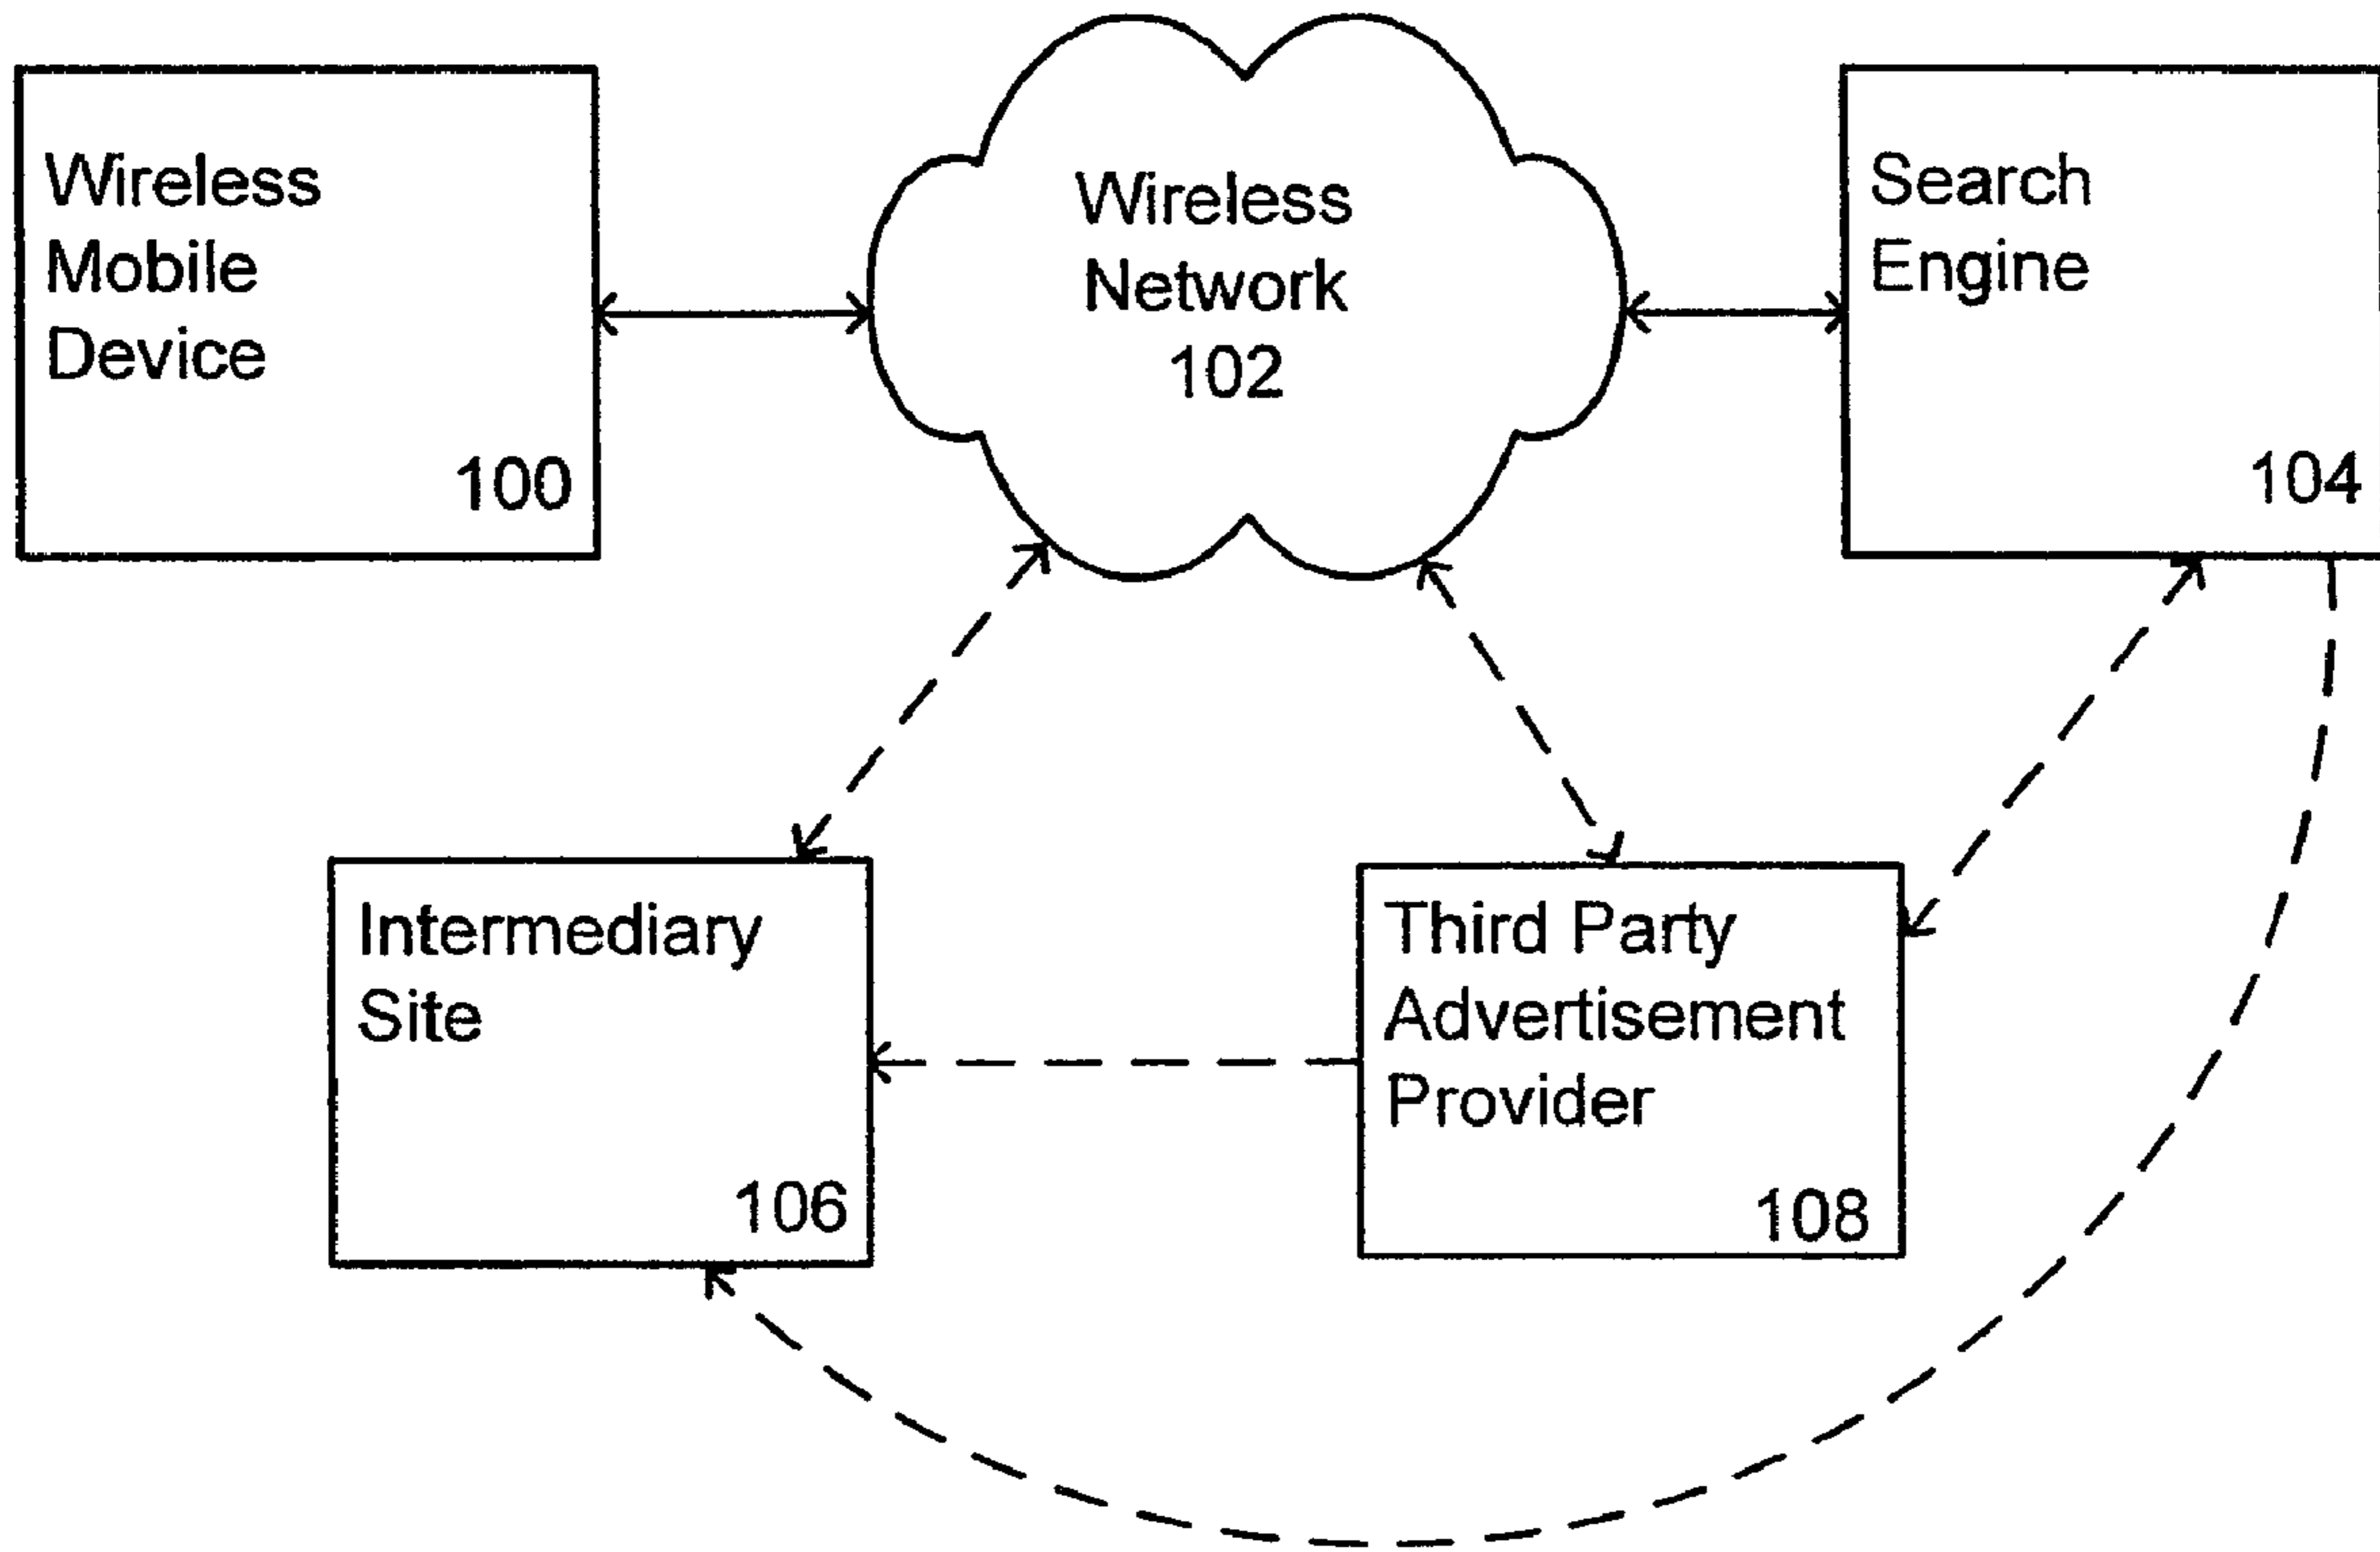 Wireless
Mobile
Device
100
Wireless
Network
102
Search
Engine
104
Intermediary
Site
106
Third Party
Advertisement
Provider
108